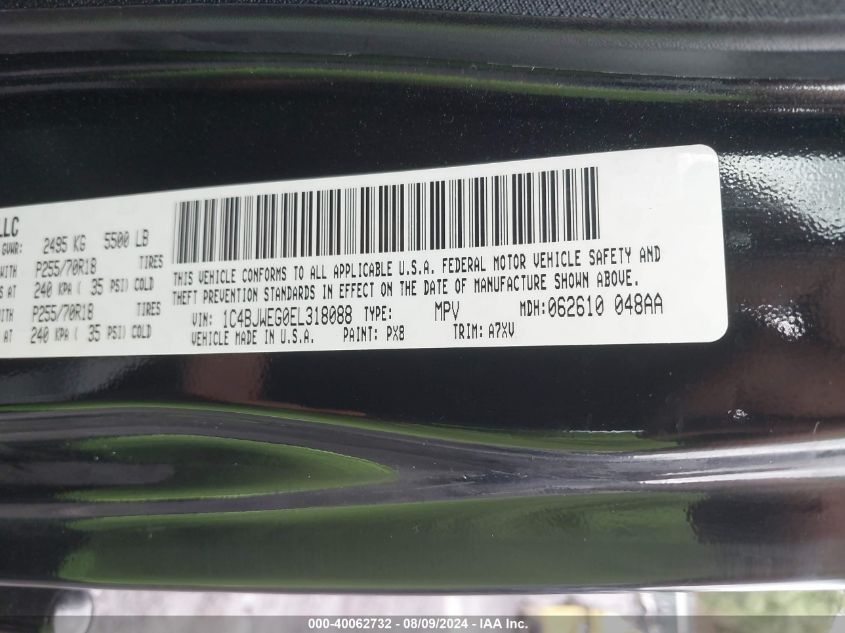 LLC
GVWR: 2495 KG 5500 LB
WITH P255/70R18 TIRES
S AT 240 KPA ( 35 PSI) COLD
WITH P255/70R18 TIRES
AT 240 KPA ( 35 PSI) COLD
THIS VEHICLE CONFORMS TO ALL APPLICABLE U.S.A. FEDERAL MOTOR VEHICLE SAFETY AND
THEFT PREVENTION STANDARDS IN EFFECT ON THE DATE OF MANUFACTURE SHOWN ABOVE.
VIN: 1C4BJWEG0EL318088 TYPE: MPV MDH: 062610 048AA
VEHICLE MADE IN U.S.A. PAINT: PX8 TRIM: A7XV
000-40062732 - 08/09/2024 - IAA Inc.